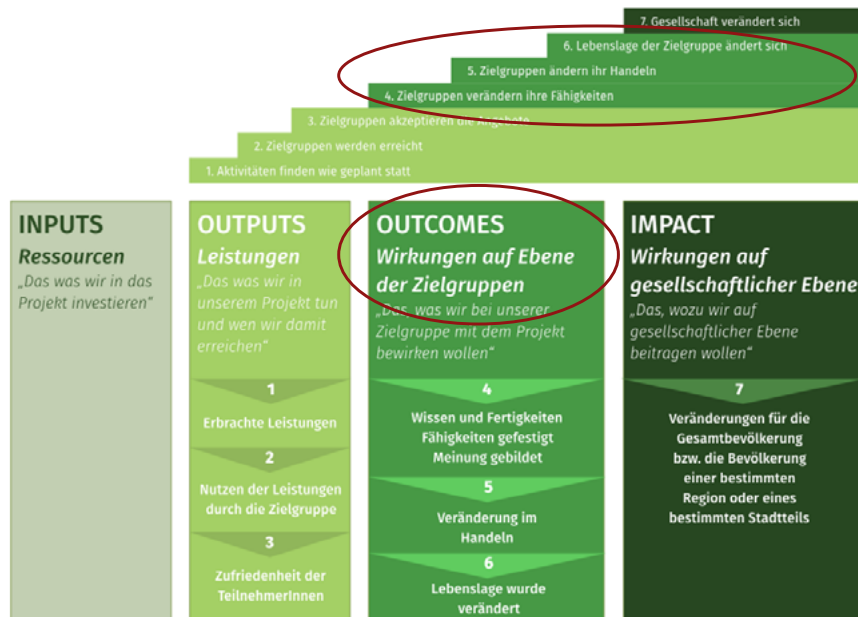 7. Gesellschaft verändert sich
6. Lebenslage der Zielgruppe ändert sich
5. Zielgruppen ändern ihr Handeln
4. Zielgruppen verändern ihre Fähigkeiten
3. Zielgruppen akzeptieren die Angebote
2. Zielgruppen werden erreicht
1. Aktivitäten finden wie geplant statt
INPUTS
Ressourcen
„Das was wir in das
Projekt investieren“
OUTPUTS
Leistungen
„Das was wir in
unserem Projekt tun
und wen wir damit
erreichen“
1
Erbrachte Leistungen
2
Nutzen der Leistungen
durch die Zielgruppe
3
Zufriedenheit der
TeilnehmerInnen
OUTCOMES
Wirkungen auf Ebene
der Zielgruppen
„Das, was wir bei unserer
Zielgruppe mit dem Projekt
bewirken wollen“
4
Wissen und Fertigkeiten
Fähigkeiten gefestigt
Meinung gebildet
5
Veränderung im
Handeln
6
Lebenslage wurde
verändert
IMPACT
Wirkungen auf
gesellschaftlicher Ebene
„Das, wozu wir auf
gesellschaftlicher Ebene
beitragen wollen“
7
Veränderungen für die
Gesamtbevölkerung
bzw. die Bevölkerung
einer bestimmten
Region oder eines
bestimmten Stadtteils